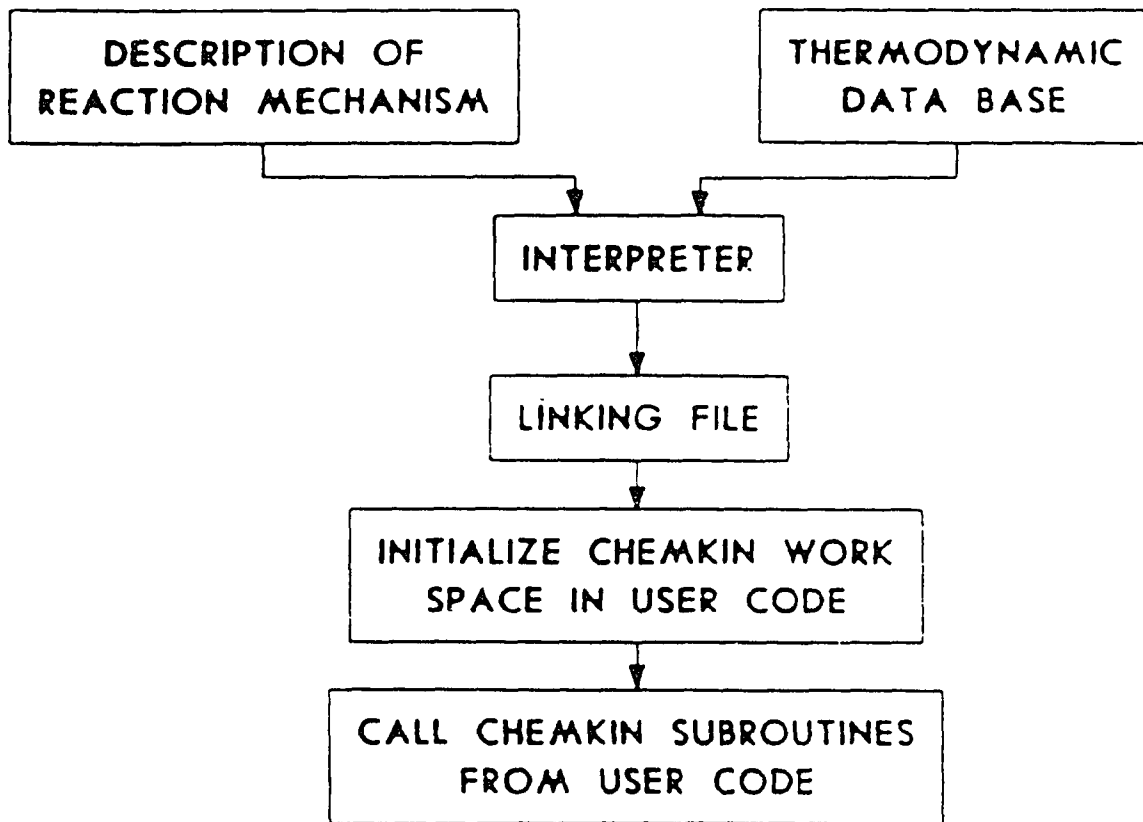 DESCRIPTION OF
REACTION MECHANISM
THERMODYNAMIC
DATA BASE
INTERPRETER
LINKING FILE
INITIALIZE CHEMKIN WORK
SPACE IN USER CODE
CALL CHEMKIN SUBROUTINES
FROM USER CODE